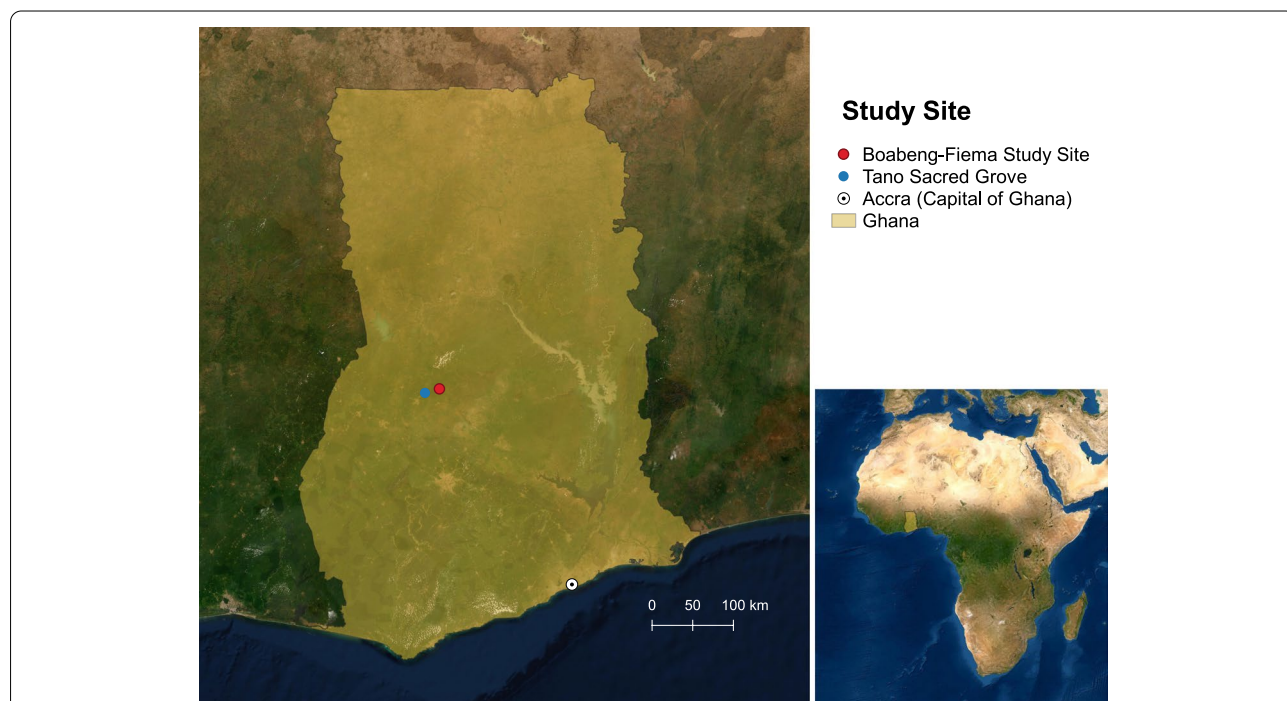 Study Site
Boabeng-Fiema Study Site
Tano Sacred Grove
Accra (Capital of Ghana)
Ghana
0 50 100 km